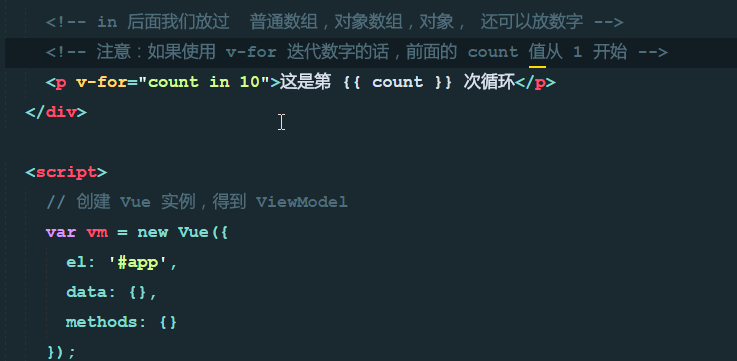 <!-- in 后面我们放过  普通数组,对象数组,对象, 还可以放数字 -->
<!-- 注意:如果使用 v-for 迭代数字的话,前面的 count 值从 1 开始 -->
<p v-for="count in 10">这是第 {{ count }} 次循环</p>
</div>
<script>
// 创建 Vue 实例,得到 ViewModel
var vm = new Vue({
el: '#app',
data: {},
methods: {}
});